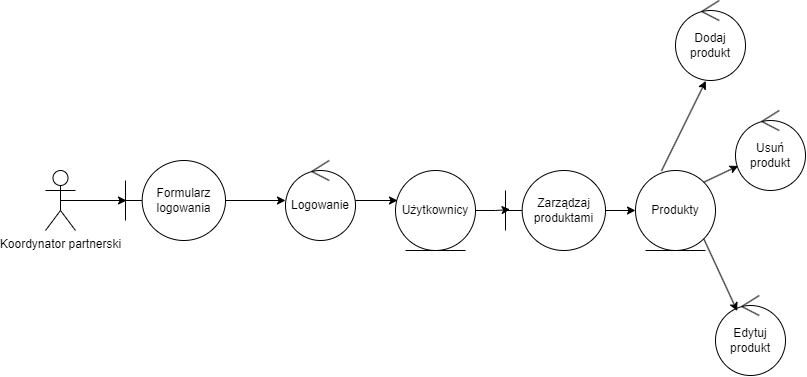 Dodaj
produkt
Usuń
produkt
Formularz
logowania
Logowanie
Użytkownicy
Zarządzaj
produktami
Produkty
Koordynator partnerski
Edytuj
produkt